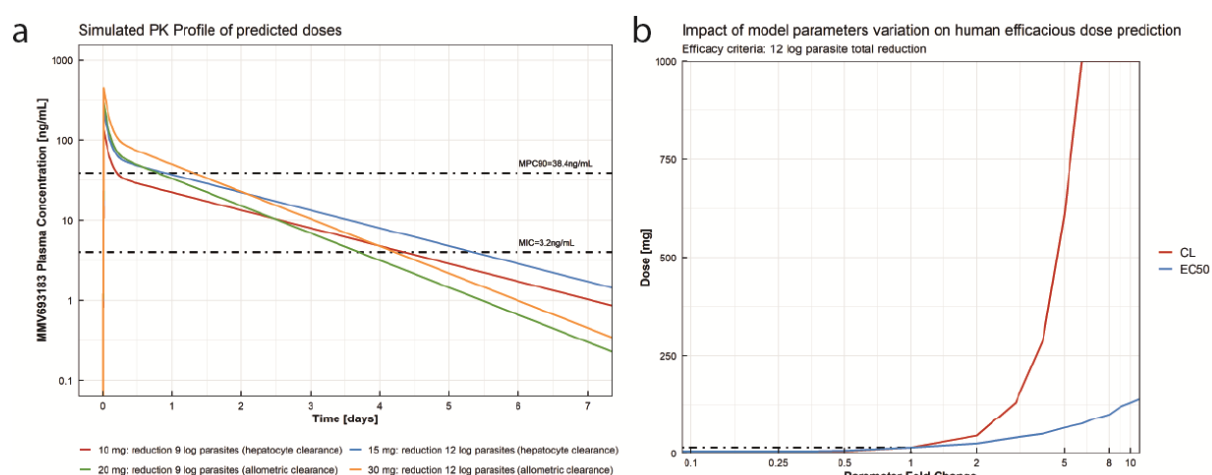 a
Simulated PK Profile of predicted doses
MMV693183 Plasma Concentration [ng/mL]
1000
100
10
1
0.1
MPC90=38.4ng/mL
MIC=3.2ng/mL
0 1 2 3 4 5 6 7
Time [days]
10 mg: reduction 9 log parasites (hepatocyte clearance)
15 mg: reduction 12 log parasites (hepatocyte clearance)
20 mg: reduction 9 log parasites (allometric clearance)
30 mg: reduction 12 log parasites (allometric clearance)
b
Impact of model parameters variation on human efficacious dose prediction
Efficacy criteria: 12 log parasite total reduction
Dose [mg]
1000
750
500
250
0
0.1 0.25 0.5 1 2 5 8 10
Parameter Fold Change
CL
EC50